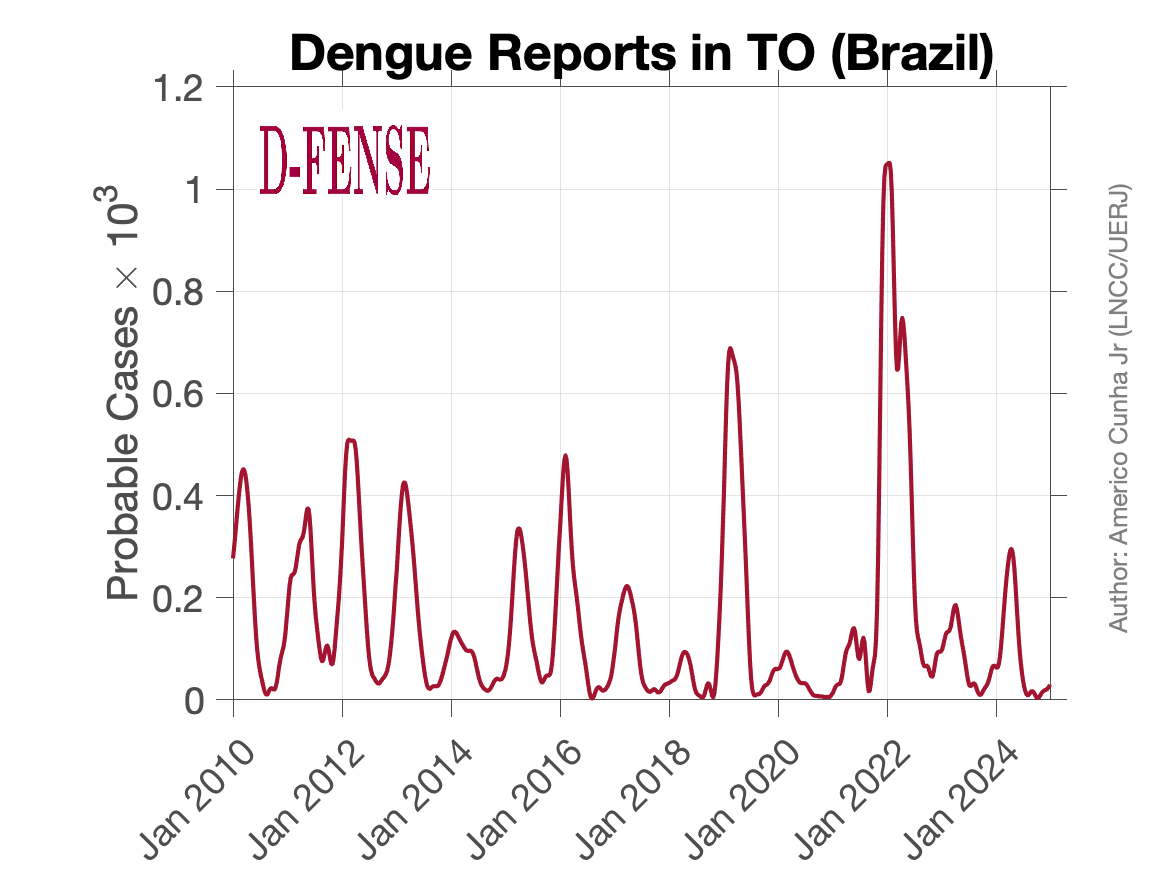 Dengue Reports in TO (Brazil)
D-FENSE
Probable Cases × 10³
1.2
1
0.8
0.6
0.4
0.2
0
Jan 2010
Jan 2012
Jan 2014
Jan 2016
Jan 2018
Jan 2020
Jan 2022
Jan 2024
Author: Americo Cunha Jr (LNCC/UERJ)